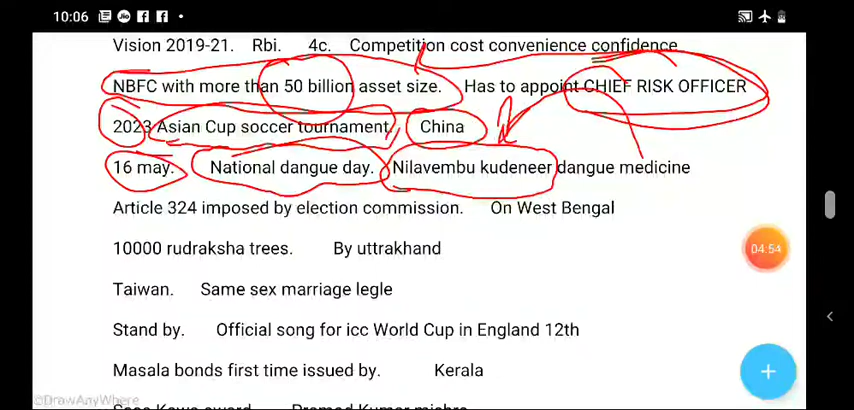 10:06
Vision 2019-21. Rbi. 4c. Competition cost convenience confidence
NBFC with more than 50 billion asset size. Has to appoint CHIEF RISK OFFICER
2023 Asian Cup soccer tournament, China
16 may. National dangue day. Nilavembu kudeneer dangue medicine
Article 324 imposed by election commission. On West Bengal
10000 rudraksha trees. By uttrakhand
04:54
Taiwan. Same sex marriage legle
Stand by. Official song for icc World Cup in England 12th
Masala bonds first time issued by. Kerala
@DrawAnyWhere